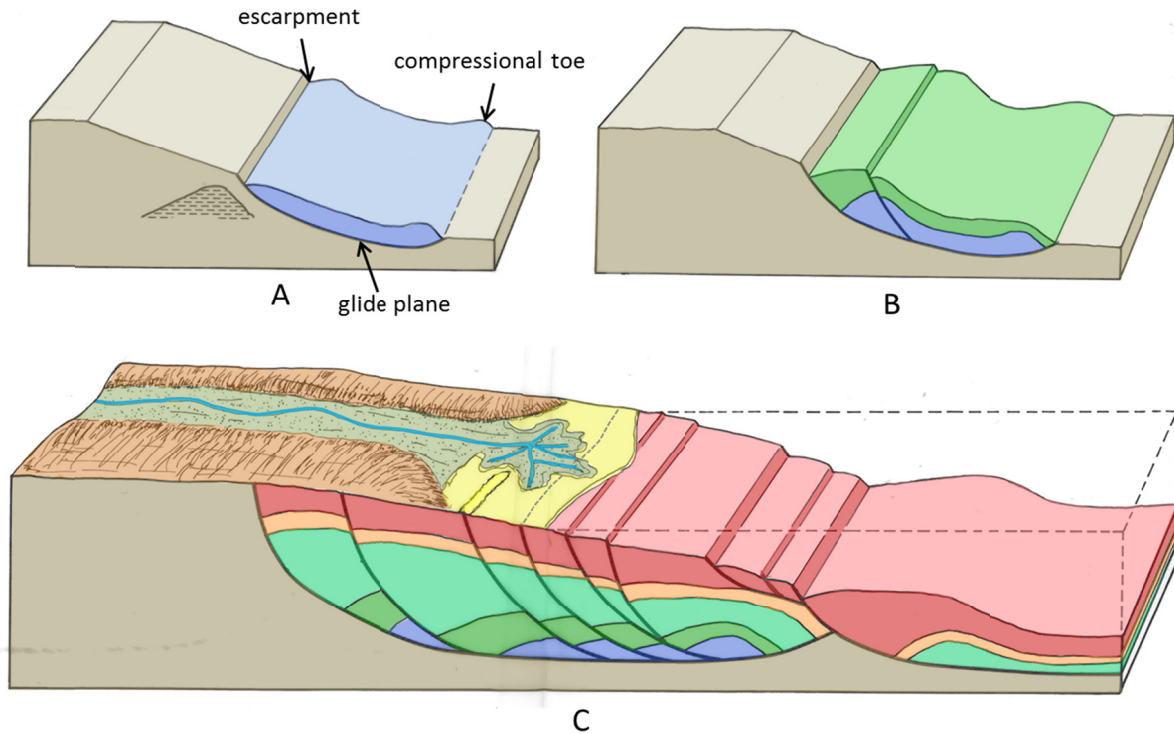 escarpment
compressional toe
A
glide plane
B
C